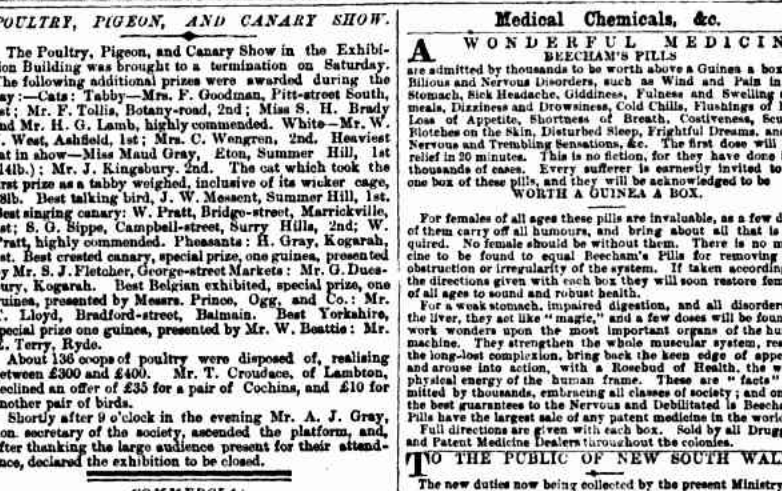 POULTRY, PIGEON, AND CANARY SHOW.
The Poultry, Pigeon, and Canary Show in the Exhibi-
ion Building was brought to a termination on Saturday.
The following additional prizes were awarded during the
ay :—Cats : Tabby—Mrs. F. Goodman, Pitt-street South,
st ; Mr. F. Tollis, Botany-road, 2nd ; Miss S. H. Brady
nd Mr. H. G. Lamb, highly commended. White—Mr. W.
. West, Ashfield, 1st ; Mrs. C. Wengren, 2nd. Heaviest
at in show—Miss Maud Gray, Eton, Summer Hill, 1st
14lb.) ; Mr. J. Kingsbury. 2nd. The cat which took the
rst prize as a tabby weighed, inclusive of its wicker cage,
8lb. Best talking bird, J. W. Messent, Summer Hill, 1st.
Best singing canary : W. Pratt, Bridge-street, Marrickville,
st ; S. G. Sippe, Campbell-street, Surry Hills, 2nd ; W.
Pratt, highly commended. Pheasants : H. Gray, Kogarah,
st. Best crested canary, special prize, one guinea, presented
y Mr. S. J. Fletcher, George-street Markets : Mr. G. Dues-
ury, Kogarah. Best Belgian exhibited, special prize, one
uinea, presented by Messrs. Prince, Ogg, and Co. : Mr.
. Lloyd, Bradford-street, Balmain. Best Yorkshire,
pecial prize one guinea, presented by Mr. W. Beattie : Mr.
. Terry, Ryde.
About 136 coops of poultry were disposed of, realising
etween £300 and £400. Mr. T. Croudace, of Lambton,
eclined an offer of £35 for a pair of Cochins, and £10 for
nother pair of birds.
Shortly after 9 o'clock in the evening Mr. A. J. Gray,
on. secretary of the society, ascended the platform, and,
fter thanking the large audience present for their attend-
nce, declared the exhibition to be closed.
Medical Chemicals, &c.
A WONDERFUL MEDICIN
BEECHAM'S PILLS
are admitted by thousands to be worth above a Guinea a box
Bilious and Nervous Disorders, such as Wind and Pain in
Stomach, Sick Headache, Giddiness, Fulness and Swelling
meals, Dizziness and Drowsiness, Cold Chills, Flushings of
Loss of Appetite, Shortness of Breath, Costiveness, Scu
Blotches on the Skin, Disturbed Sleep, Frightful Dreams, and
Nervous and Trembling Sensations, &c. The first dose will
relief in 20 minutes. This is no fiction, for they have done
thousands of cases. Every sufferer is earnestly invited to
one box of these pills, and they will be acknowledged to be
WORTH A GUINEA A BOX.
For females of all ages these pills are invaluable, as a few d
of them carry off all humours, and bring about all that is
quired. No female should be without them. There is no m
cine to be found to equal Beecham's Pills for removing
obstruction or irregularity of the system. If taken accordin
the directions given with each box they will soon restore fem
of all ages to sound and robust health.
For a weak stomach, impaired digestion, and all disorder
the liver, they act like "magic," and a few doses will be foun
work wonders upon the most important organs of the hu
machine. They strengthen the whole muscular system, res
the long-lost complexion, bring back the keen edge of appe
and arouse into action, with a Rosebud of Health, the w
physical energy of the human frame. These are "facts"
mitted by thousands, embracing all classes of society ; and on
the best guarantees to the Nervous and Debilitated is Beech
Pills have the largest sale of any patent medicine in the worl
Full directions are given with each box. Sold by all Drug
and Patent Medicine Dealers throughout the colonies.
TO THE PUBLIC OF NEW SOUTH WAL
The new duties now being collected by the present Ministry